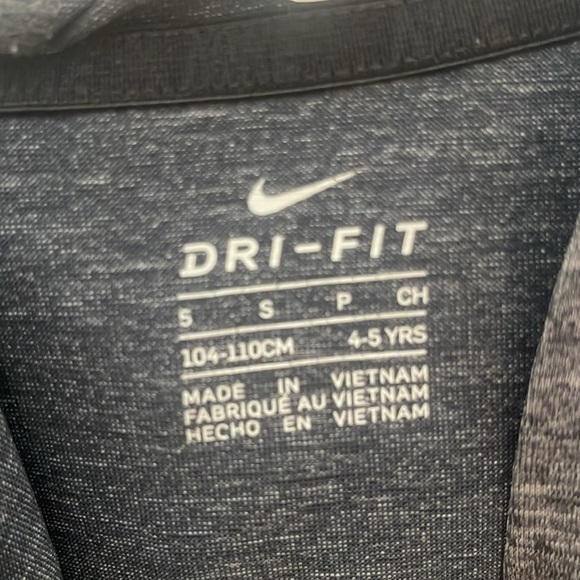 DRI-FIT
5 S P CH
104-110CM 4-5 YRS
MADE IN VIETNAM
FABRIQUÉ AU VIETNAM
HECHO EN VIETNAM